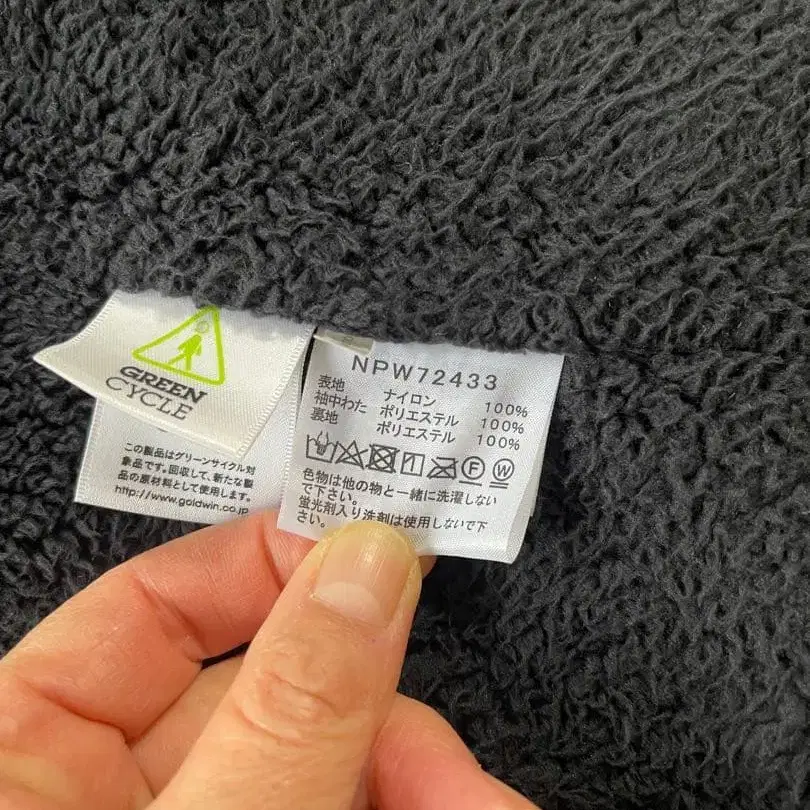 GREEN
CYCLE
この製品はグリーンサイクル対
象品です。回収して、新たな製
品の原材料として使用します。
http://www.goldwin.co.jp
NPW72433
表地 ナイロン 100%
袖中わた ポリエステル 100%
裏地 ポリエステル 100%
F W
色物は他の物と一緒に洗濯しない
で下さい。
蛍光剤入り洗剤は使用しないで下
さい。